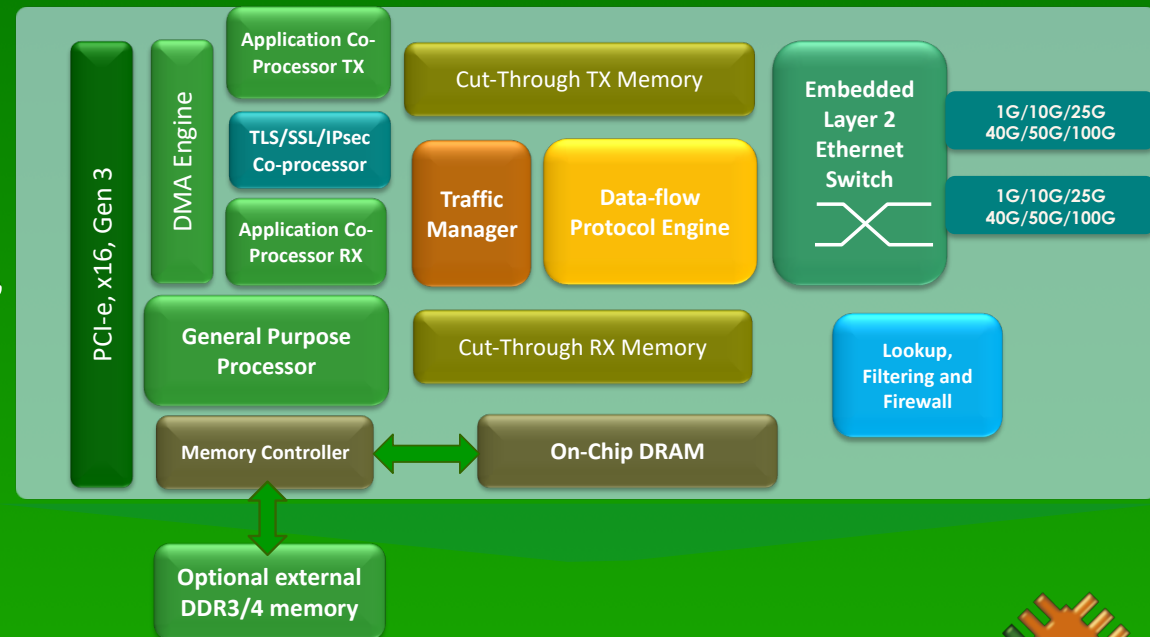 PCI-e, x16, Gen 3
DMA Engine
Application Co-
Processor TX
TLS/SSL/IPsec
Co-processor
Application Co-
Processor RX
Cut-Through TX Memory
Traffic
Manager
Data-flow
Protocol Engine
Embedded
Layer 2
Ethernet
Switch
1G/10G/25G
40G/50G/100G
1G/10G/25G
40G/50G/100G
General Purpose
Processor
Cut-Through RX Memory
Lookup,
Filtering and
Firewall
Memory Controller
On-Chip DRAM
Optional external
DDR3/4 memory